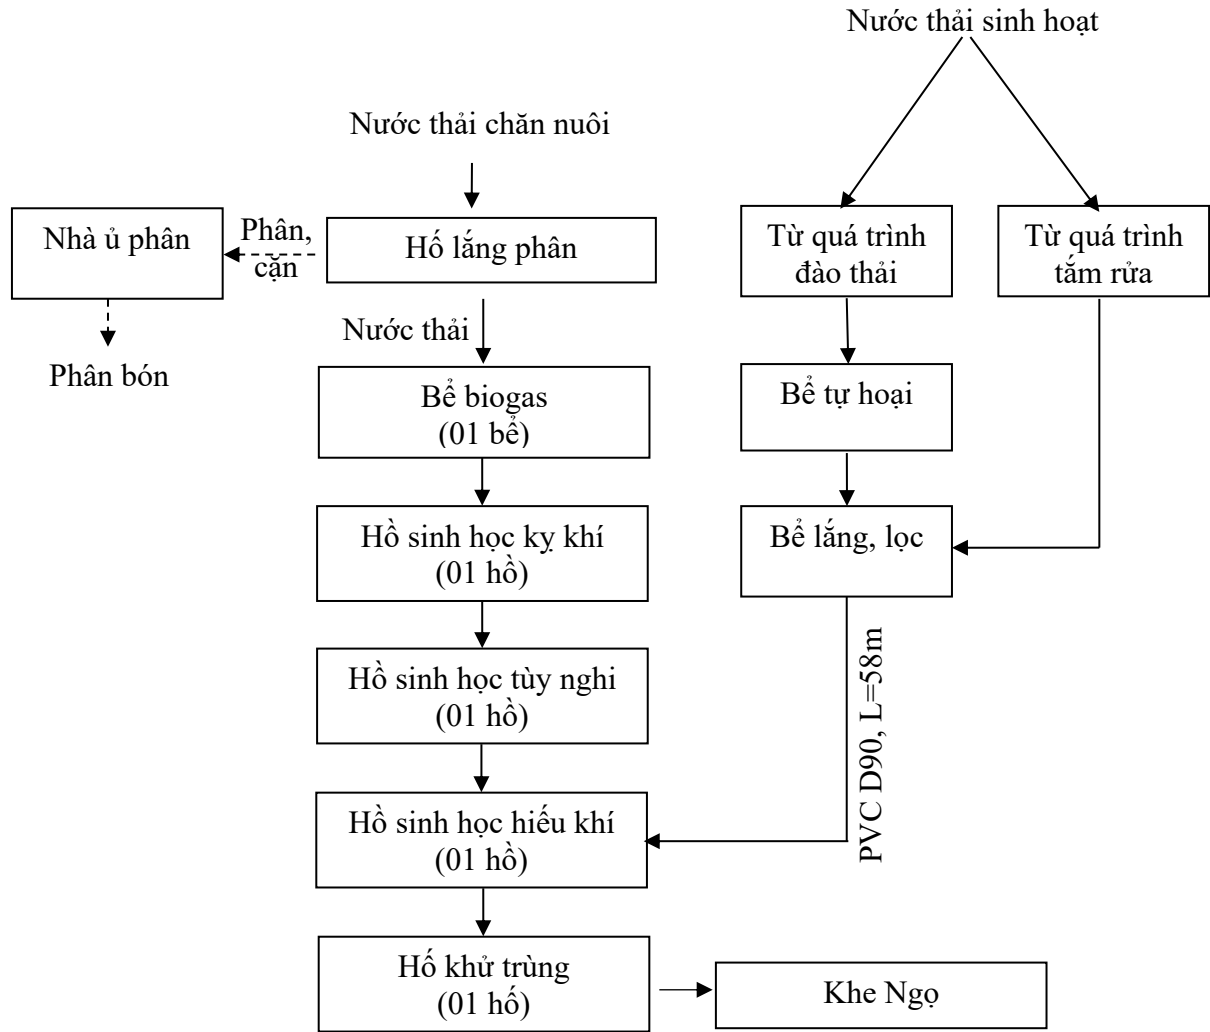 Nước thải sinh hoạt
Nước thải chăn nuôi
Nhà ủ phân
Phân,
cặn
Hố lắng phân
Từ quá trình
đào thải
Từ quá trình
tắm rửa
Nước thải
Phân bón
Bể biogas
(01 bể)
Bể tự hoại
Hồ sinh học kỵ khí
(01 hồ)
Bể lắng, lọc
Hồ sinh học tùy nghi
(01 hồ)
PVC D90, L=58m
Hồ sinh học hiếu khí
(01 hồ)
Hố khử trùng
(01 hố)
Khe Ngọ